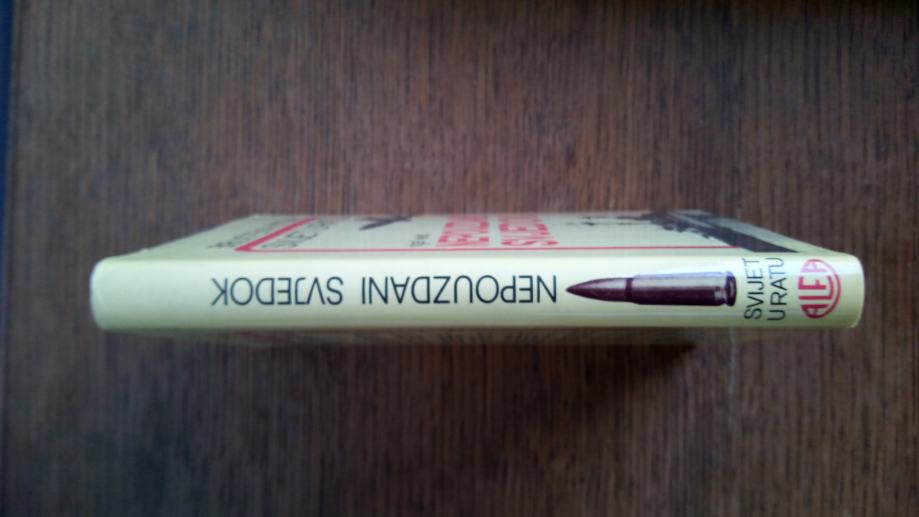 NEPOUZDANI SVJEDOK
SVIJET
U RATU
ALFA